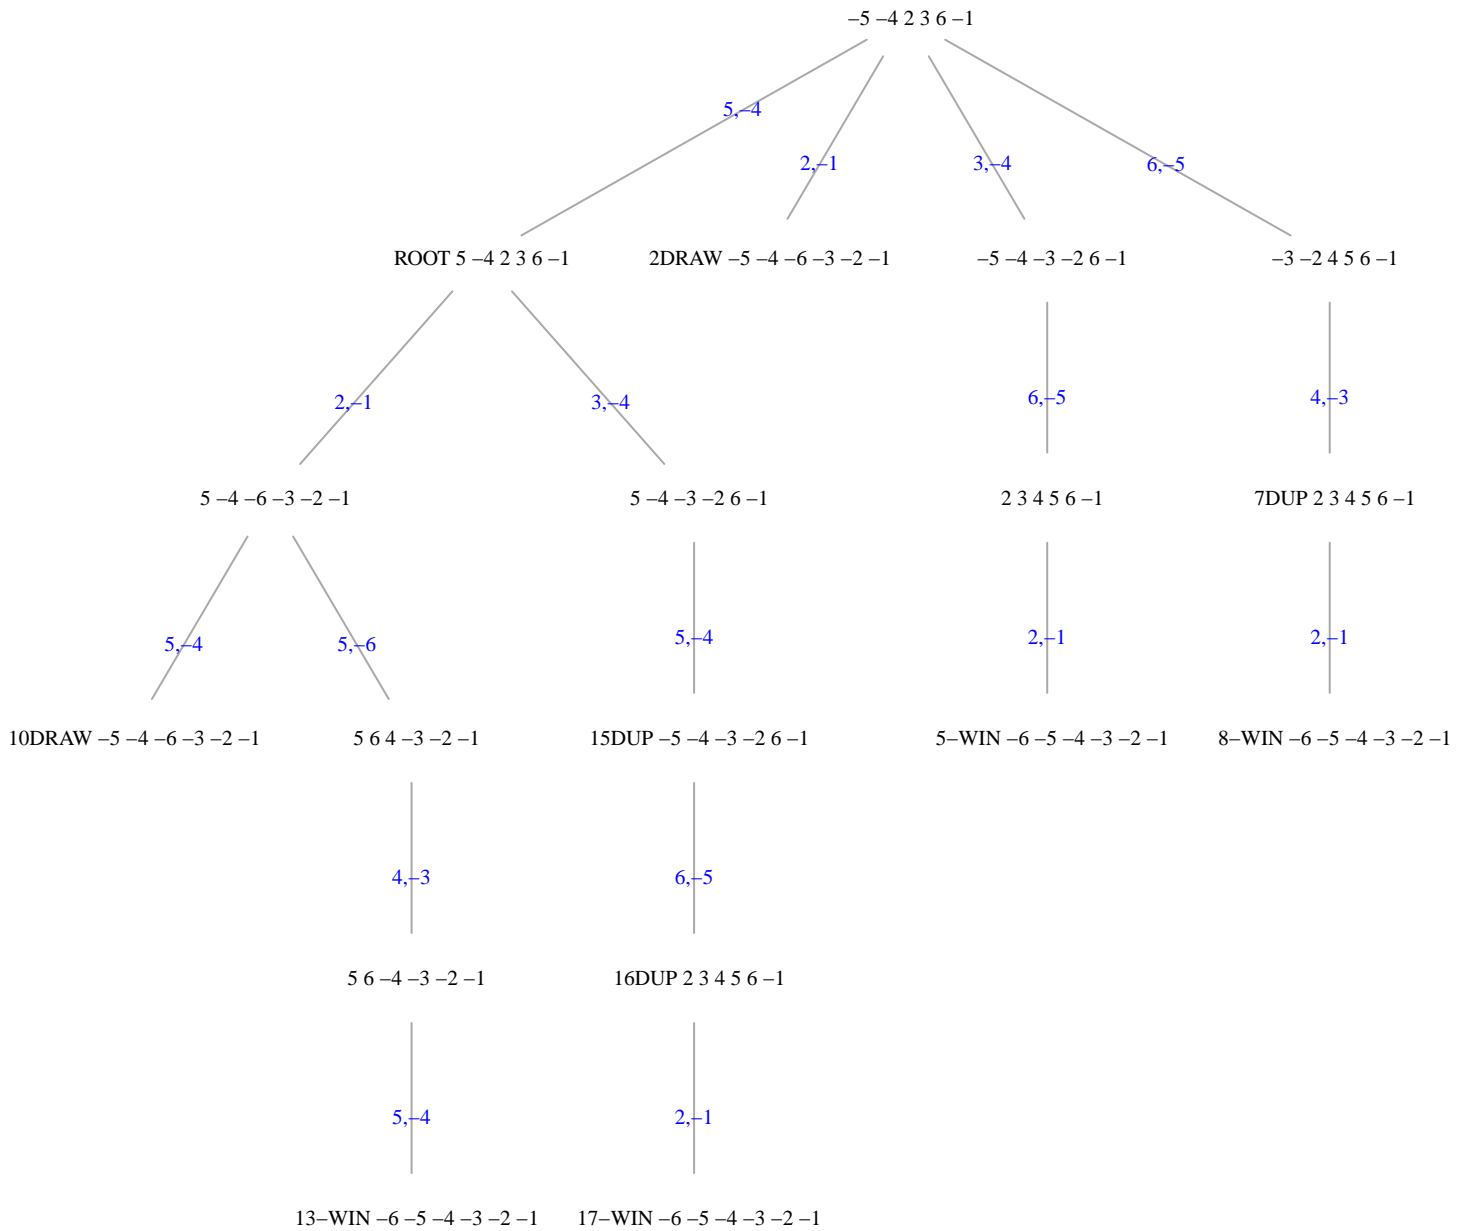 –5 –4 2 3 6 –1
5,–4
2,–1
3,–4
6,–5
ROOT 5 –4 2 3 6 –1
2DRAW –5 –4 –6 –3 –2 –1
–5 –4 –3 –2 6 –1
–3 –2 4 5 6 –1
2,–1
3,–4
6,–5
4,–3
5 –4 –6 –3 –2 –1
5 –4 –3 –2 6 –1
2 3 4 5 6 –1
7DUP 2 3 4 5 6 –1
5,–4
5,–6
5,–4
2,–1
2,–1
10DRAW –5 –4 –6 –3 –2 –1
5 6 4 –3 –2 –1
15DUP –5 –4 –3 –2 6 –1
5–WIN –6 –5 –4 –3 –2 –1
8–WIN –6 –5 –4 –3 –2 –1
4,–3
6,–5
5 6 –4 –3 –2 –1
16DUP 2 3 4 5 6 –1
5,–4
2,–1
13–WIN –6 –5 –4 –3 –2 –1
17–WIN –6 –5 –4 –3 –2 –1